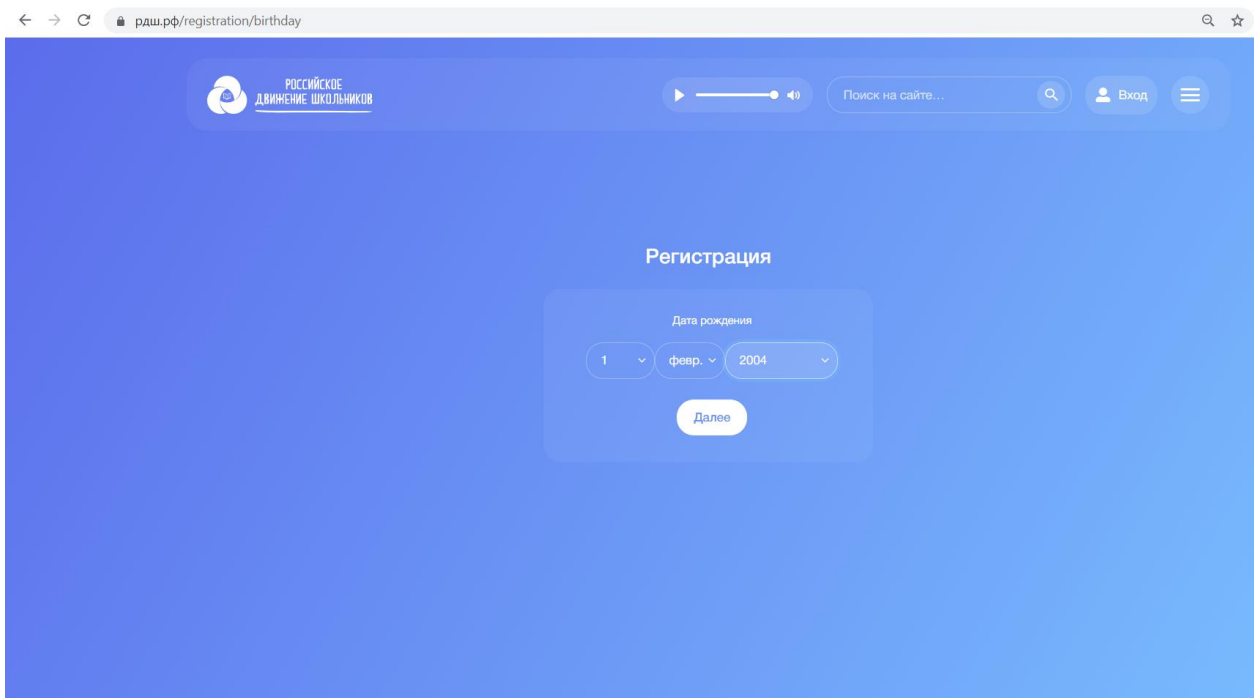 рдш.рф/registration/birthday
РОССИЙСКОЕ
ДВИЖЕНИЕ ШКОЛЬНИКОВ
Поиск на сайте...
Вход
Регистрация
Дата рождения
1 февр. 2004
Далее